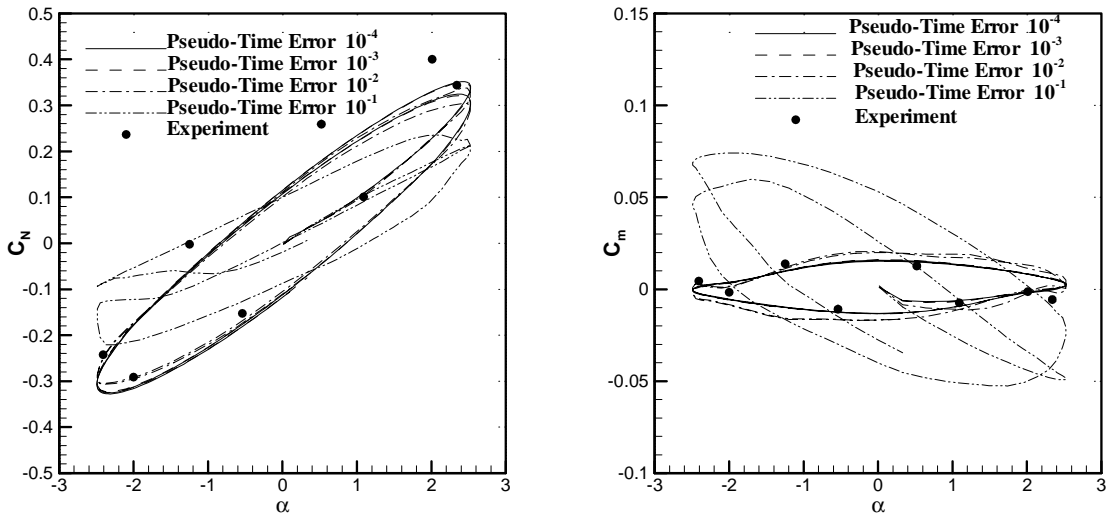 0.5
0.4
0.3
0.2
0.1
0
-0.1
-0.2
-0.3
-0.4
-0.5
C_N
-3
-2
-1
0
1
2
3
α
Pseudo-Time Error 10^-4
Pseudo-Time Error 10^-3
Pseudo-Time Error 10^-2
Pseudo-Time Error 10^-1
Experiment
0.15
0.1
0.05
0
-0.05
-0.1
C_m
-3
-2
-1
0
1
2
3
α
Pseudo-Time Error 10^-4
Pseudo-Time Error 10^-3
Pseudo-Time Error 10^-2
Pseudo-Time Error 10^-1
Experiment